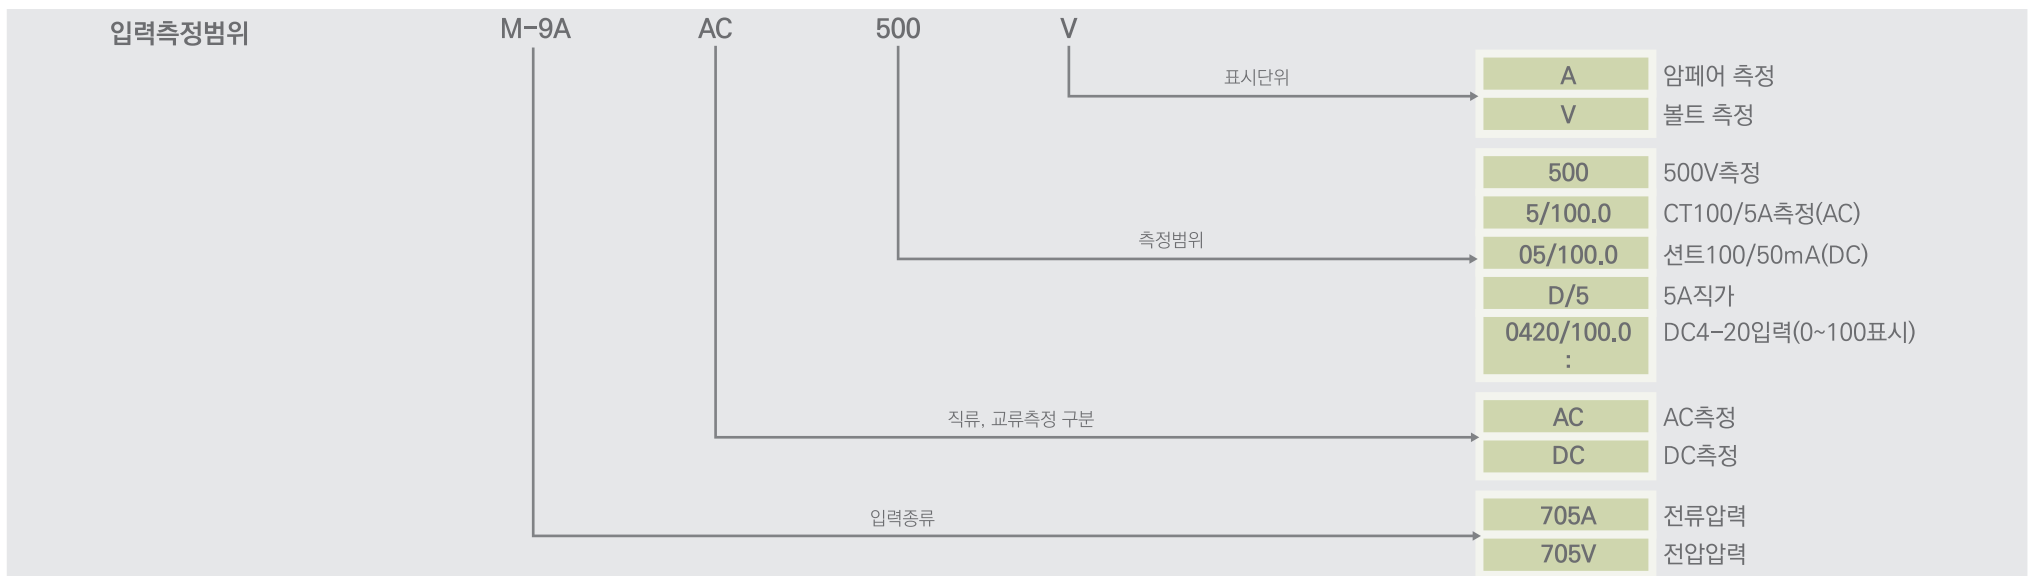 입력측정범위 M-9A AC 500 V
표시단위
A 암페어 측정
V 볼트 측정
500 500V측정
5/100.0 CT100/5A측정(AC)
측정범위
05/100.0 션트100/50mA(DC)
D/5 5A직가
0420/100.0 DC4-20입력(0~100표시)
:
직류, 교류측정 구분
AC AC측정
DC DC측정
입력종류
705A 전류압력
705V 전압압력